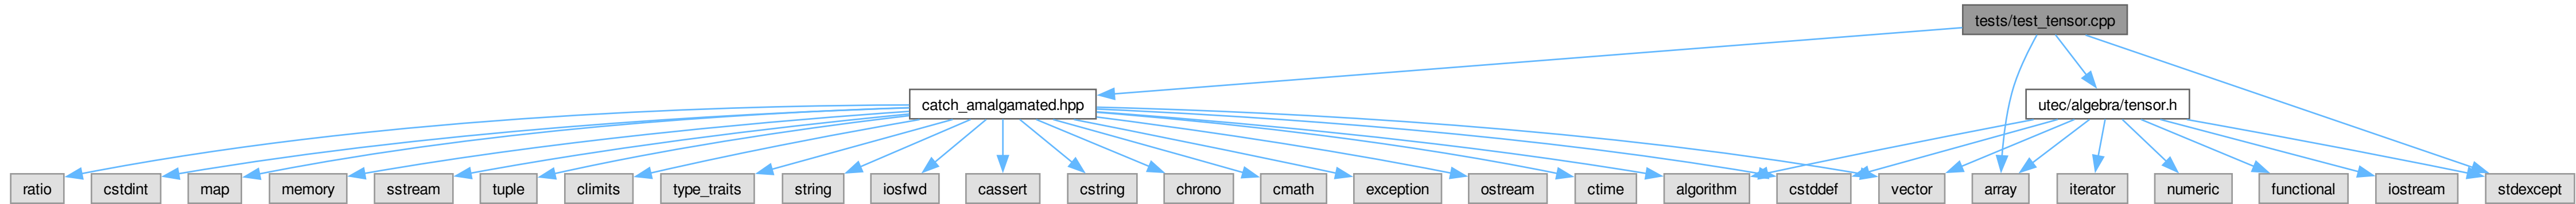 tests/test_tensor.cpp
catch_amalgamated.hpp
utec/algebra/tensor.h
ratio
cstdint
map
memory
sstream
tuple
climits
type_traits
string
iosfwd
cassert
cstring
chrono
cmath
exception
ostream
ctime
algorithm
cstddef
vector
array
iterator
numeric
functional
iostream
stdexcept